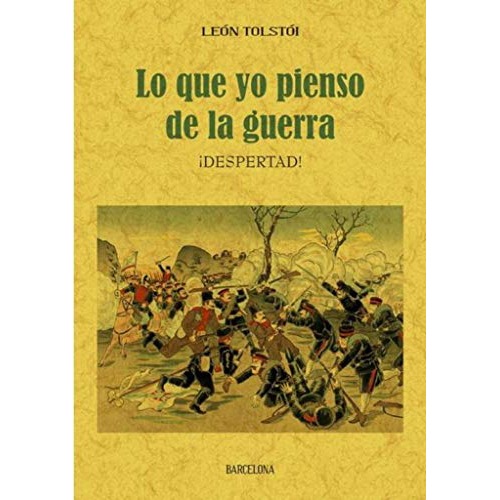 LEÓN TOLSTÓI
Lo que yo pienso
de la guerra
¡DESPERTAD!
BARCELONA